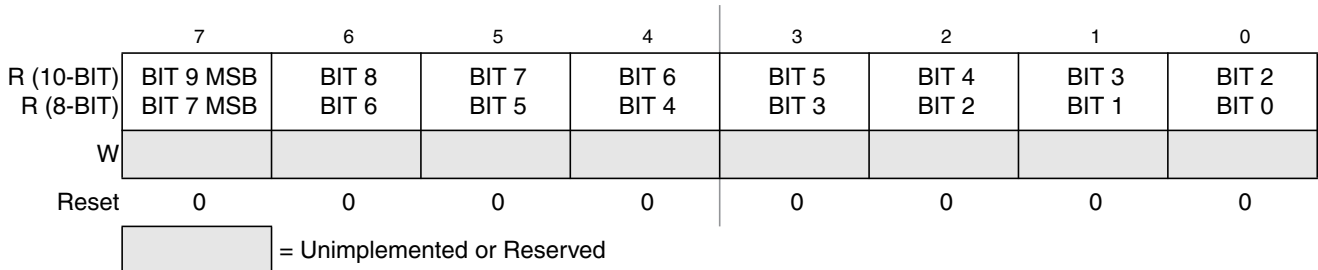 7 6 5 4 3 2 1 0
R (10-BIT) BIT 9 MSB BIT 8 BIT 7 BIT 6 BIT 5 BIT 4 BIT 3 BIT 2
R (8-BIT) BIT 7 MSB BIT 6 BIT 5 BIT 4 BIT 3 BIT 2 BIT 1 BIT 0
W
Reset 0 0 0 0 0 0 0 0
= Unimplemented or Reserved